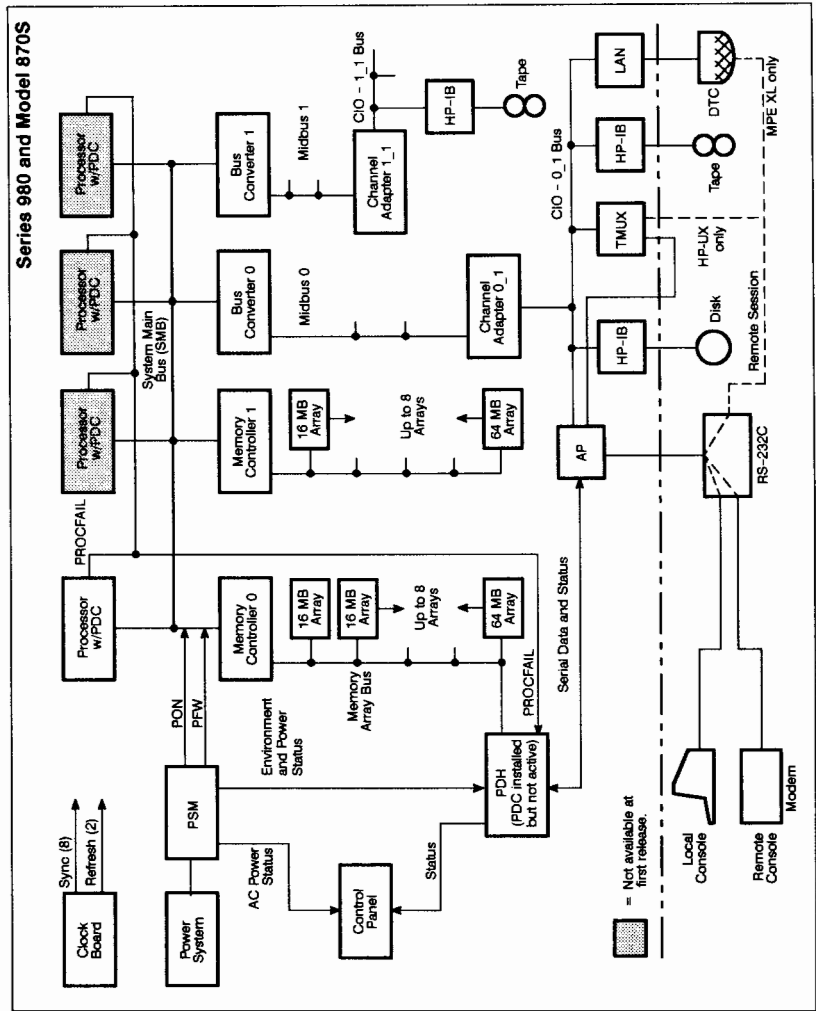 Series 980 and Model 870S
Clock
Board
Sync (8)
Refresh (2)
Power
System
PSM
PON
PFW
AC Power
Status
Control
Panel
Status
Environment
and Power
Status
PDH
(PDC installed
but not active)
PROCFAIL
Processor
w/PDC
PROCFAIL
Processor
w/PDC
Processor
w/PDC
Processor
w/PDC
System Main
Bus (SMB)
Memory
Controller 0
16 MB
Array
16 MB
Array
Up to 8
Arrays
64 MB
Array
Memory
Array Bus
Memory
Controller 1
16 MB
Array
Up to 8
Arrays
64 MB
Array
Bus
Converter 0
Midbus 0
Channel
Adapter 0_1
Bus
Converter 1
Midbus 1
Channel
Adapter 1_1
CIO - 1_1 Bus
HP-IB
Tape
Serial Data and Status
AP
CIO - 0_1 Bus
HP-IB
Disk
TMUX
HP-UX
only
HP-IB
Tape
LAN
DTC
MPE XL only
Remote Session
RS-232C
= Not available at
first release.
Local
Console
Remote
Console
Modem